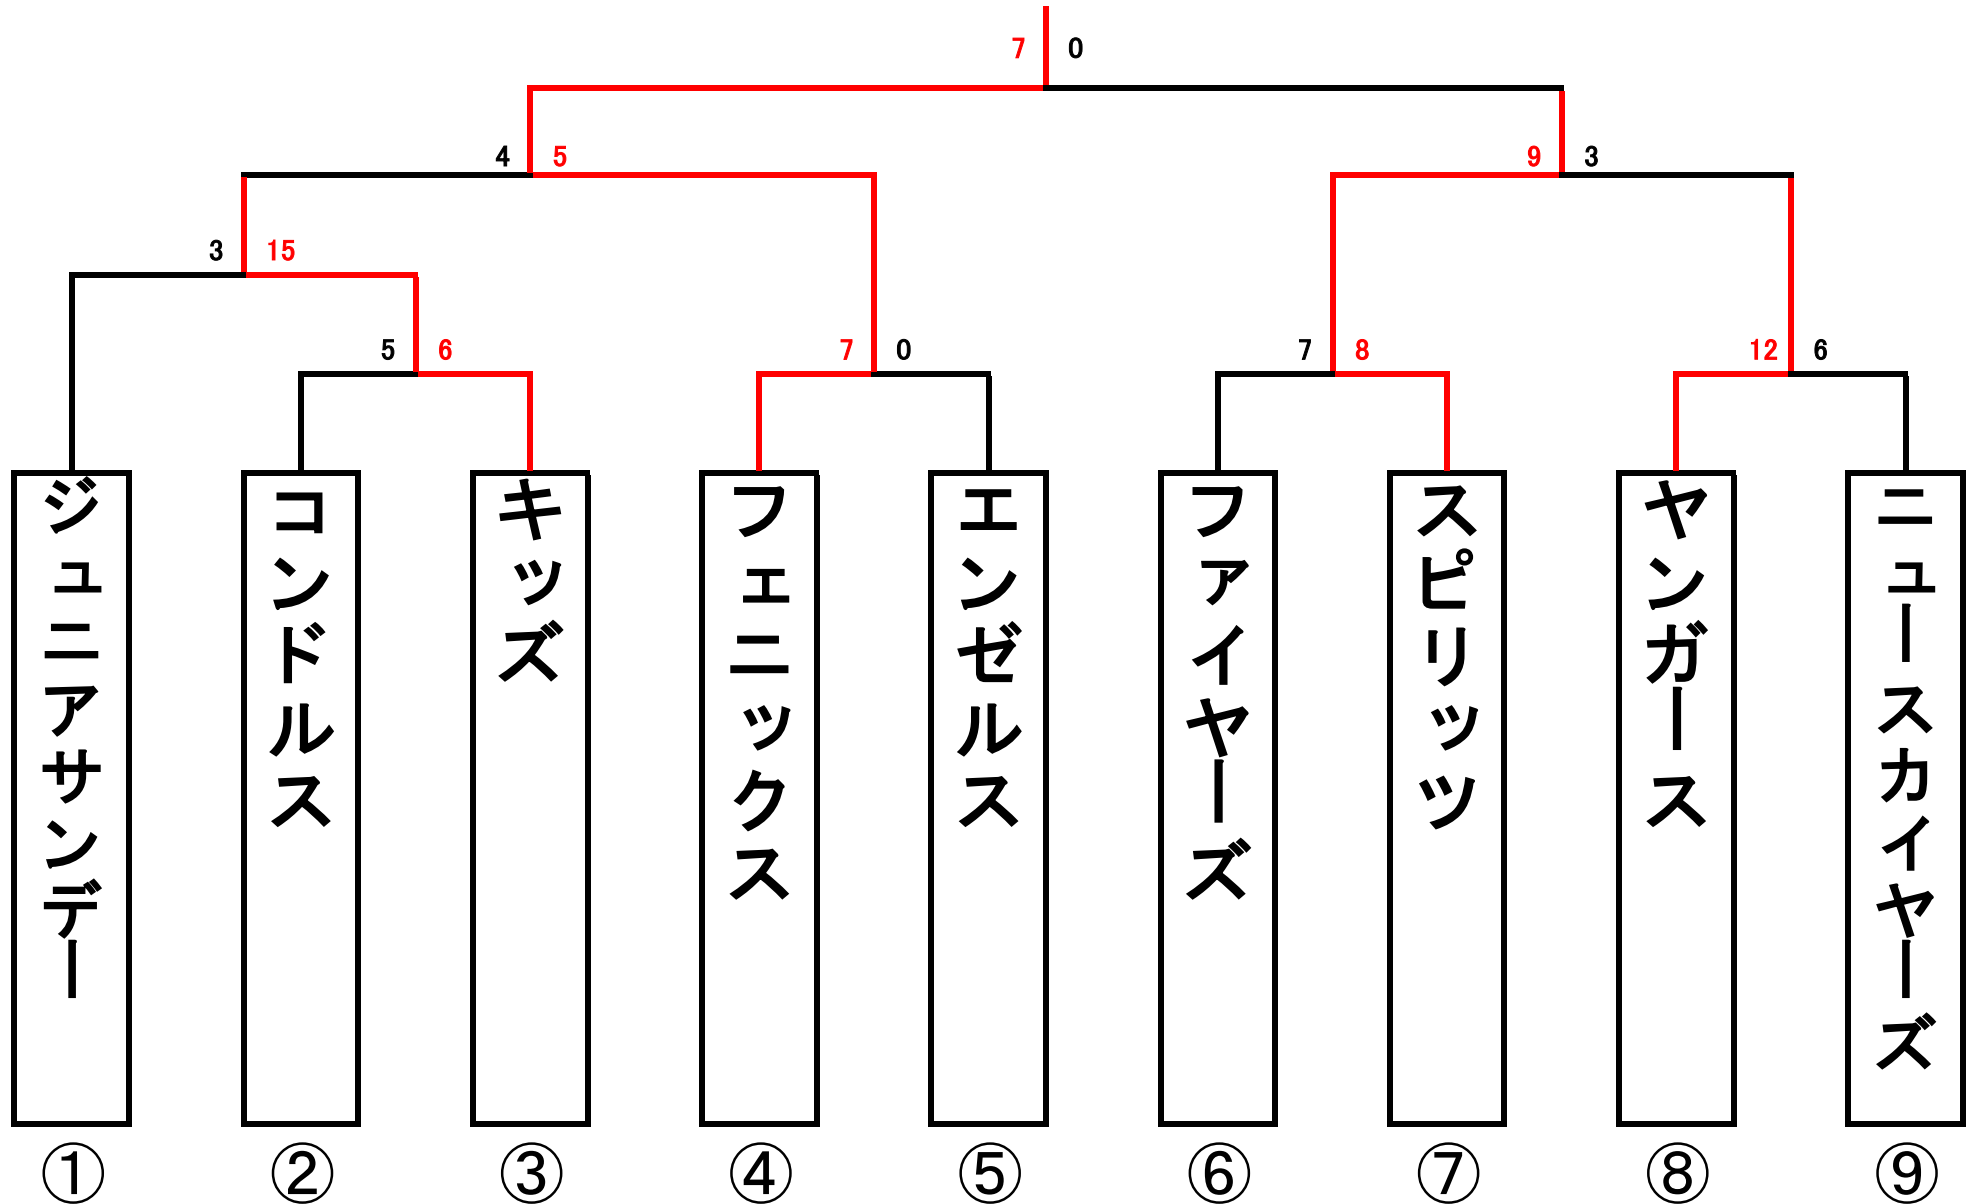 7 0
4 5
9 3
3 15
5 6
7 0
7 8
12 6
ジュニアサンデー
コンドルス
キッズ
フェニックス
エンゼルス
ファイヤーズ
スピリッツ
ヤンガース
ニュースカイヤーズ
① ② ③ ④ ⑤ ⑥ ⑦ ⑧ ⑨